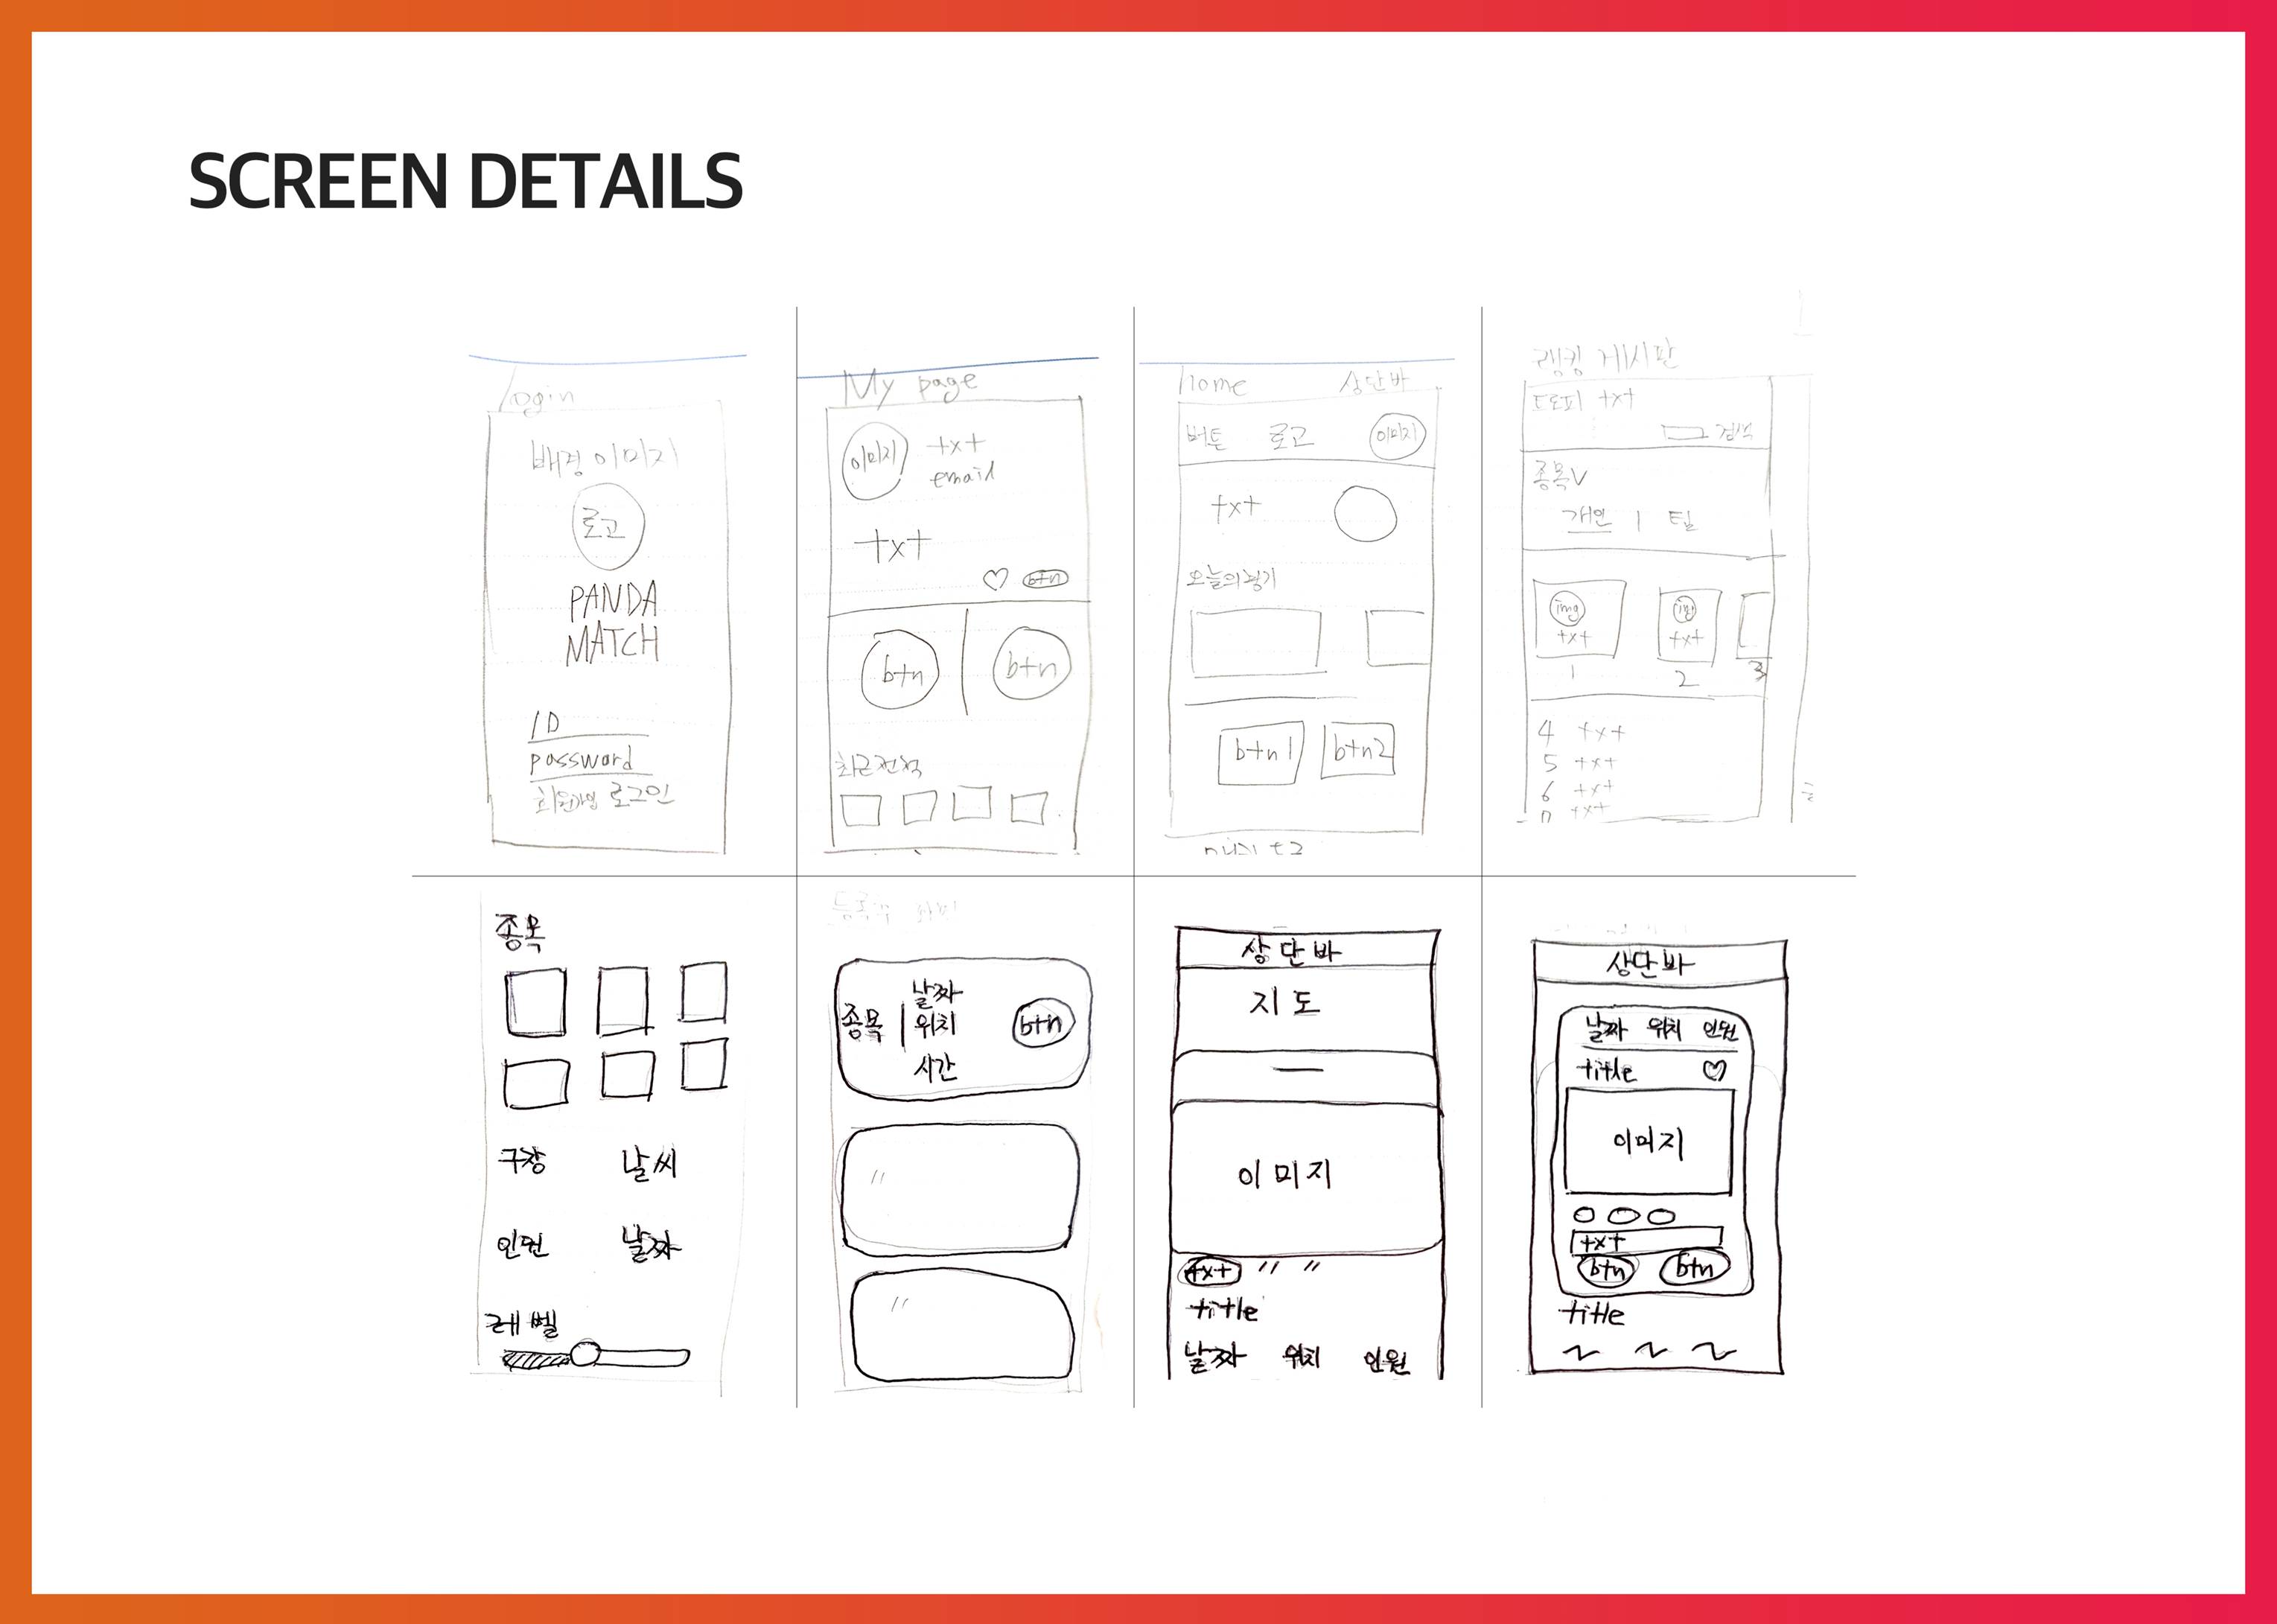 SCREEN DETAILS
Login
배경이미지
로고
PANDA
MATCH
ID
password
회원가입 로그인
My page
이미지 txt
email
txt
btn
btn btn
최근전적
home 상단바
버튼 로고 이미지
txt
오늘의경기
btn1 btn2
랭킹 게시판
트로피 txt
검색
종목V
개인 | 팀
img img
txt txt
1 2 3
4 txt
5 txt
6 txt
txt
종목
구장 날씨
인원 날짜
레벨
날짜
종목 위치 btn
시간
〃
〃
상단바
지도
이미지
txt 〃 〃
title
날짜 위치 인원
상단바
날짜 위치 인원
title
이미지
txt
btn btn
title